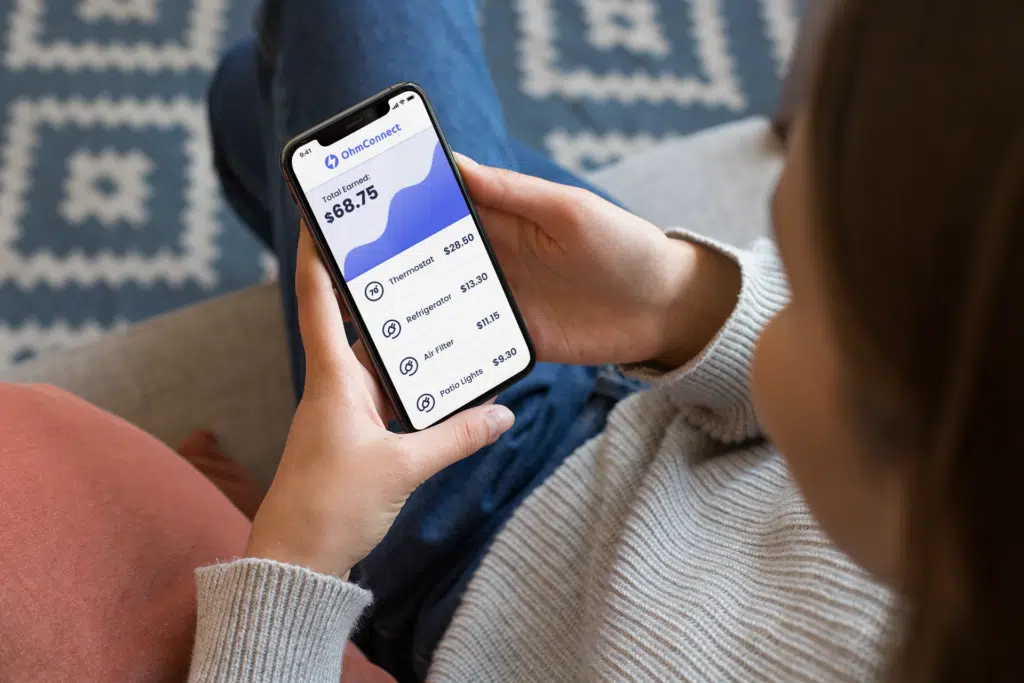 9:41
OhmConnect
Total Earned:
$68.75
Thermostat $28.50
Refrigerator $13.30
Air Filter $11.15
Patio Lights $9.30